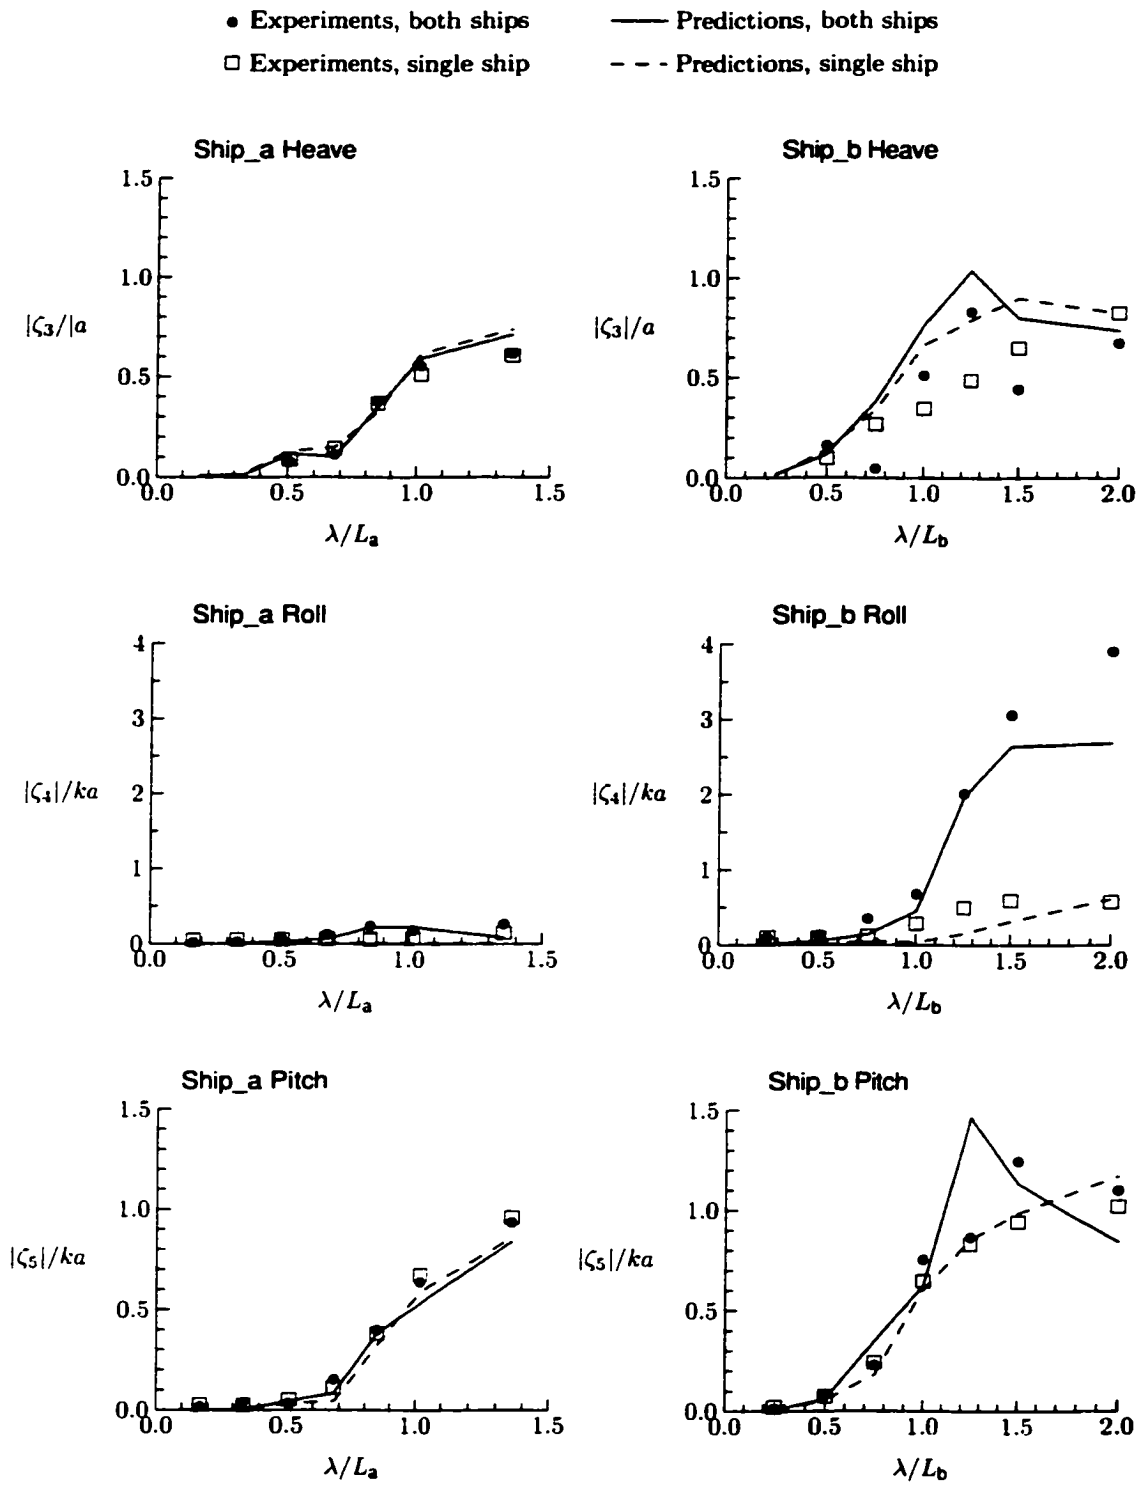 ● Experiments, both ships —— Predictions, both ships
□ Experiments, single ship - - - Predictions, single ship
Ship_a Heave
1.5
1.0
|ζ₃/|a
0.5
0.0
0.0 0.5 1.0 1.5
λ/Lₐ
Ship_b Heave
1.5
1.0
|ζ₃|/a
0.5
0.0
0.0 0.5 1.0 1.5 2.0
λ/L_b
Ship_a Roll
4
3
|ζ₄|/ka
2
1
0
0.0 0.5 1.0 1.5
λ/Lₐ
Ship_b Roll
4
3
|ζ₄|/ka
2
1
0
0.0 0.5 1.0 1.5 2.0
λ/L_b
Ship_a Pitch
1.5
1.0
|ζ₅|/ka
0.5
0.0
0.0 0.5 1.0 1.5
λ/Lₐ
Ship_b Pitch
1.5
1.0
|ζ₅|/ka
0.5
0.0
0.0 0.5 1.0 1.5 2.0
λ/L_b